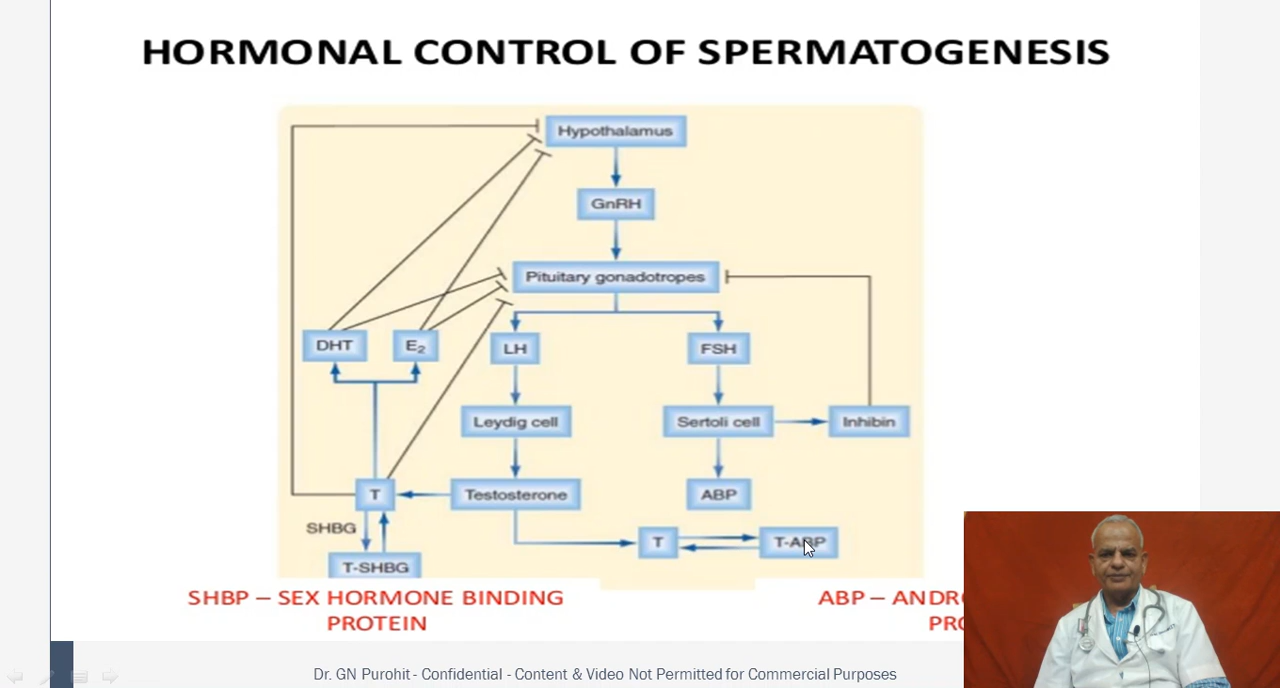 HORMONAL CONTROL OF SPERMATOGENESIS
Hypothalamus
GnRH
Pituitary gonadotropes
DHT
E₂
LH
FSH
Leydig cell
Sertoli cell
Inhibin
T
Testosterone
ABP
SHBG
T
T-ABP
T-SHBG
SHBP – SEX HORMONE BINDING
PROTEIN
ABP – ANDR
PR
Dr. GN Purohit - Confidential - Content & Video Not Permitted for Commercial Purposes